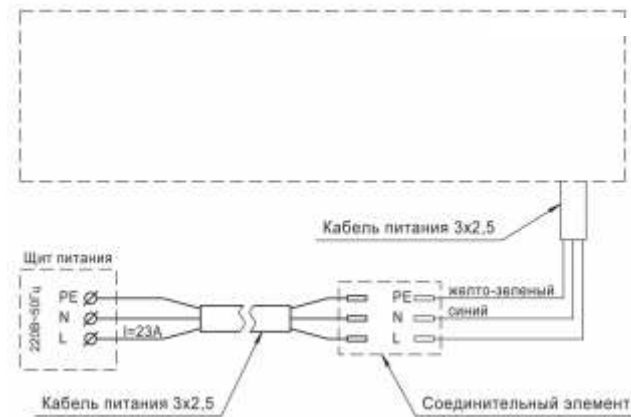 Кабель питания 3х2,5
Щит питания
220В~50Гц
PE
N
L
I=23А
PE
N
L
желто-зеленый
синий
Кабель питания 3х2,5
Соединительный элемент